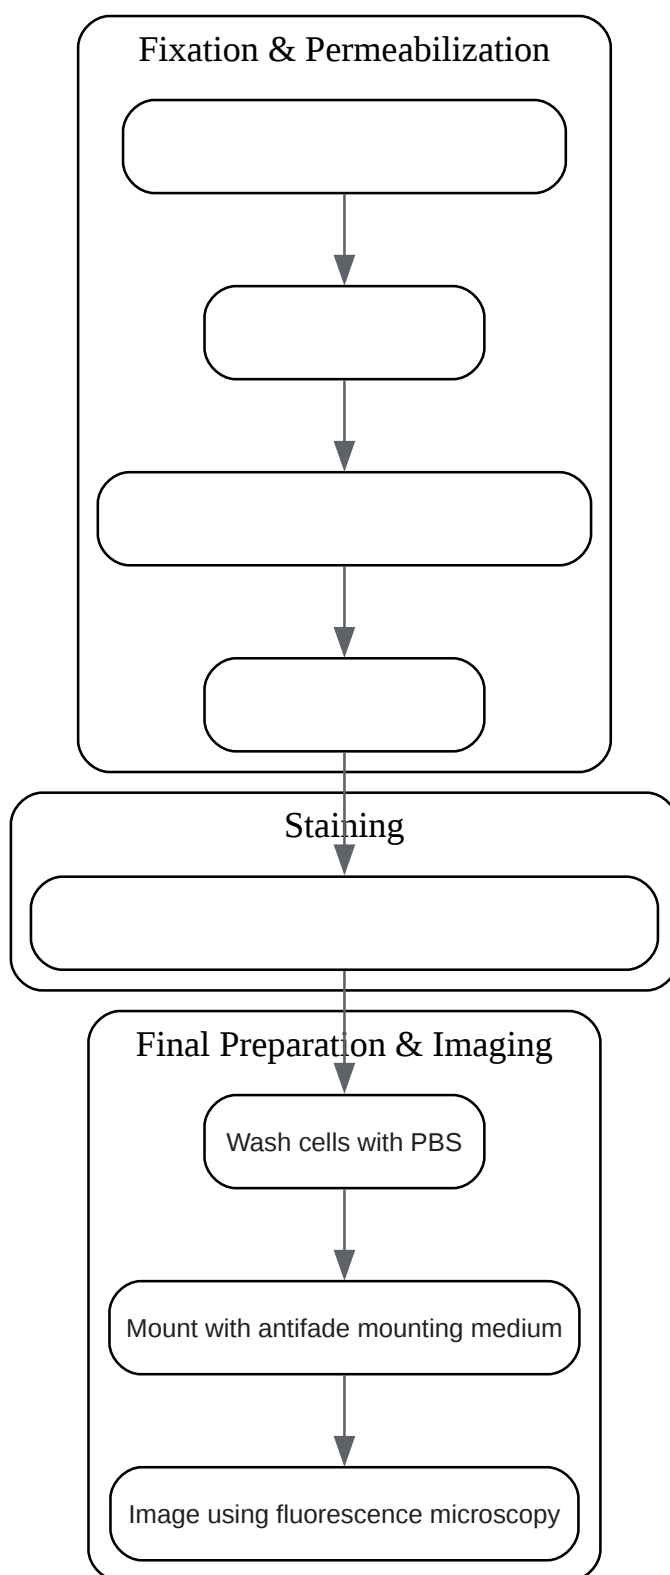 Fixation & Permeabilization
Staining
Final Preparation & Imaging
Wash cells with PBS
Mount with antifade mounting medium
Image using fluorescence microscopy